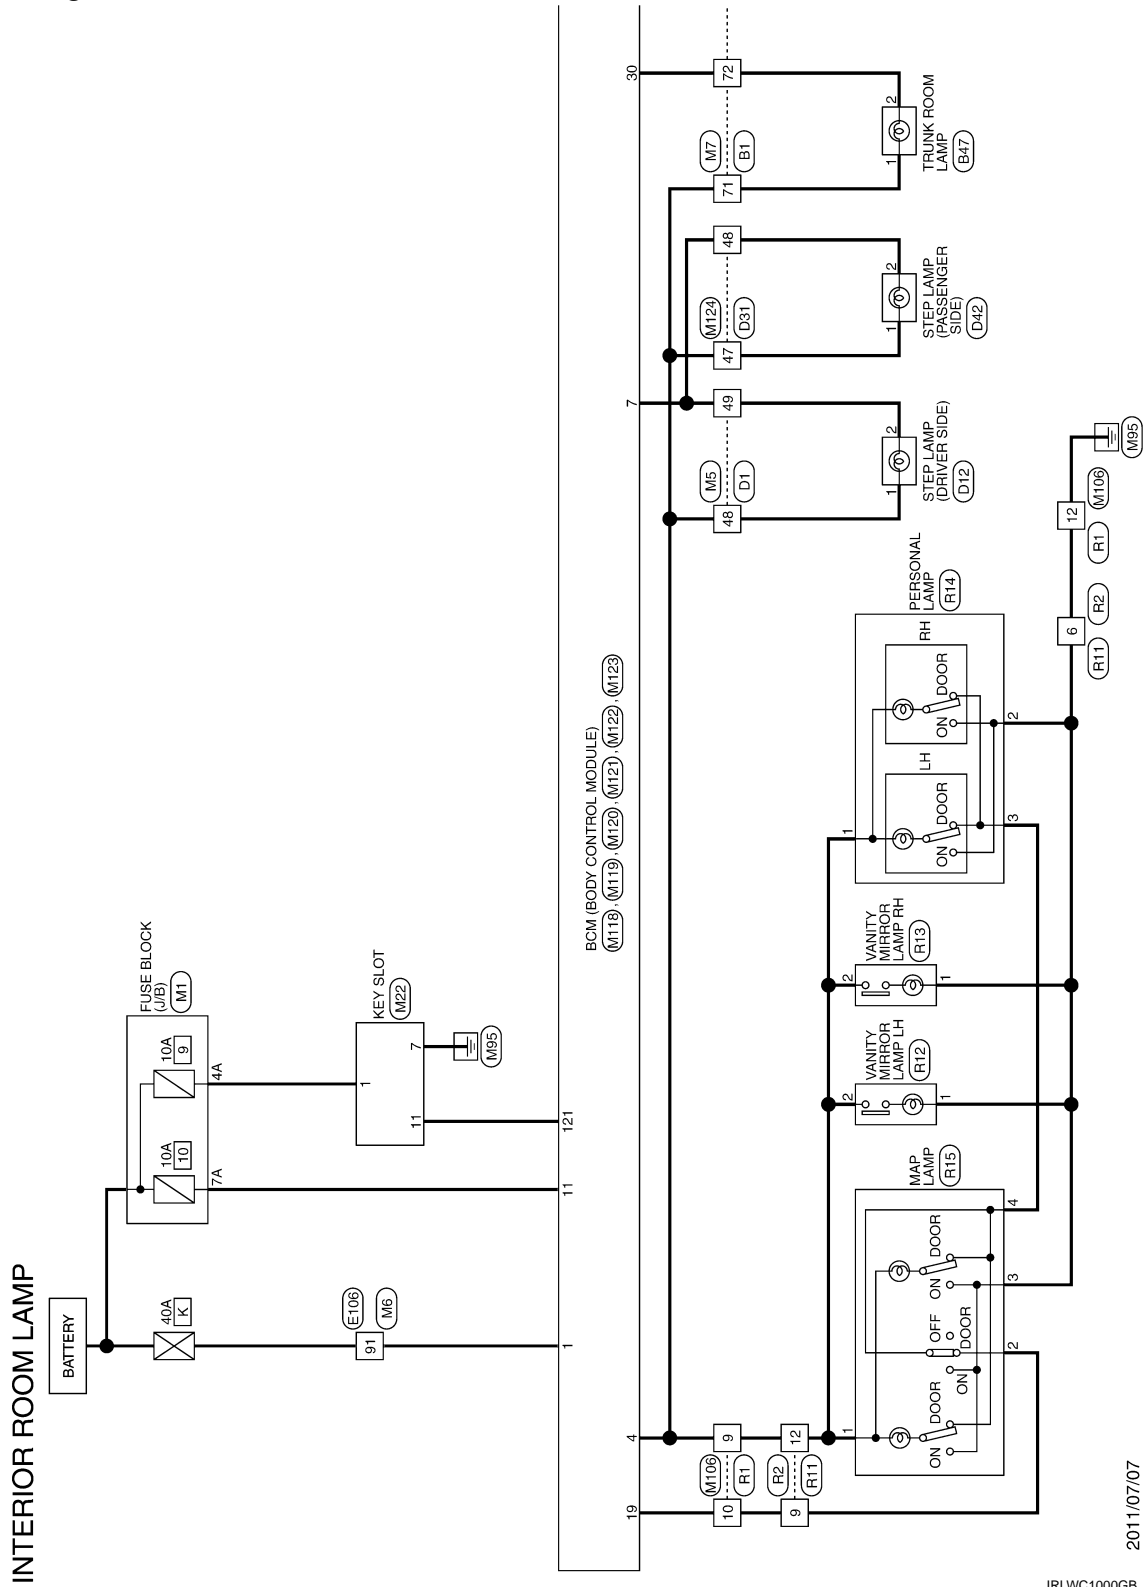 INTERIOR ROOM LAMP
BATTERY
40A
K
E106
91
M6
1
FUSE BLOCK
(J/B)
M1
10A
10
10A
9
7A
4A
11
KEY SLOT
M22
1
7
11
M95
121
BCM (BODY CONTROL MODULE)
M118 , M119 , M120 , M121 , M122 , M123
19
4
7
30
M106
10
9
R1
R2
9
12
R11
M5
48
49
D1
M124
47
48
D31
M7
71
72
B1
1
2
STEP LAMP
(DRIVER SIDE)
D12
1
2
STEP LAMP
(PASSENGER
SIDE)
D42
1
2
TRUNK ROOM
LAMP
B47
MAP
LAMP
R15
1
ON
DOOR
ON
OFF
DOOR
ON
DOOR
2
3
4
VANITY
MIRROR
LAMP LH
R12
2
1
VANITY
MIRROR
LAMP RH
R13
2
1
PERSONAL
LAMP
R14
1
LH
ON
DOOR
RH
ON
DOOR
3
2
6
R11
R2
12
R1
M106
M95
2011/07/07
JRLWC1000GB